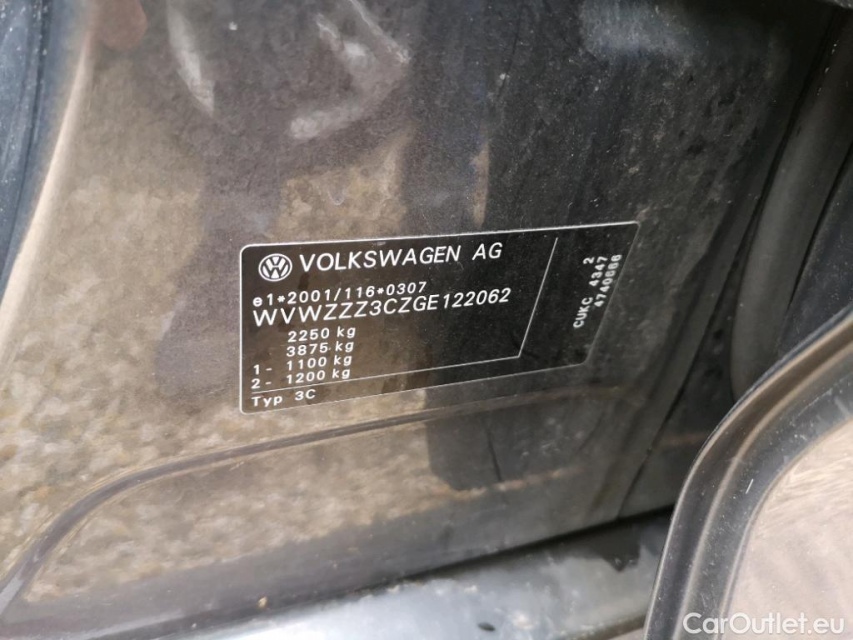 VOLKSWAGEN AG
e1*2001/116*0307
WVWZZZ3CZGE122062
2250 kg
3875 kg
1- 1100 kg
2- 1200 kg
Typ 3C
2
CUKC 4347
4740666
CarOutlet.eu